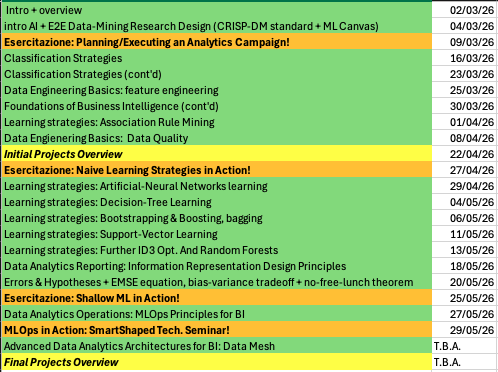 Intro + overview 02/03/26
intro AI + E2E Data-Mining Research Design (CRISP-DM standard + ML Canvas) 04/03/26
Esercitazione: Planning/Executing an Analytics Campaign! 09/03/26
Classification Strategies 16/03/26
Classification Strategies (cont'd) 23/03/26
Data Engineering Basics: feature engineering 25/03/26
Foundations of Business Intelligence (cont'd) 30/03/26
Learning strategies: Association Rule Mining 01/04/26
Data Engienering Basics: Data Quality 08/04/26
Initial Projects Overview 22/04/26
Esercitazione: Naive Learning Strategies in Action! 27/04/26
Learning strategies: Artificial-Neural Networks learning 29/04/26
Learning strategies: Decision-Tree Learning 04/05/26
Learning strategies: Bootstrapping & Boosting, bagging 06/05/26
Learning strategies: Support-Vector Learning 11/05/26
Learning strategies: Further ID3 Opt. And Random Forests 13/05/26
Data Analytics Reporting: Information Representation Design Principles 18/05/26
Errors & Hypotheses + EMSE equation, bias-variance tradeoff + no-free-lunch theorem 20/05/26
Esercitazione: Shallow ML in Action! 25/05/26
Data Analytics Operations: MLOps Principles for BI 27/05/26
MLOps in Action: SmartShaped Tech. Seminar! 29/05/26
Advanced Data Analytics Architectures for BI: Data Mesh T.B.A.
Final Projects Overview T.B.A.